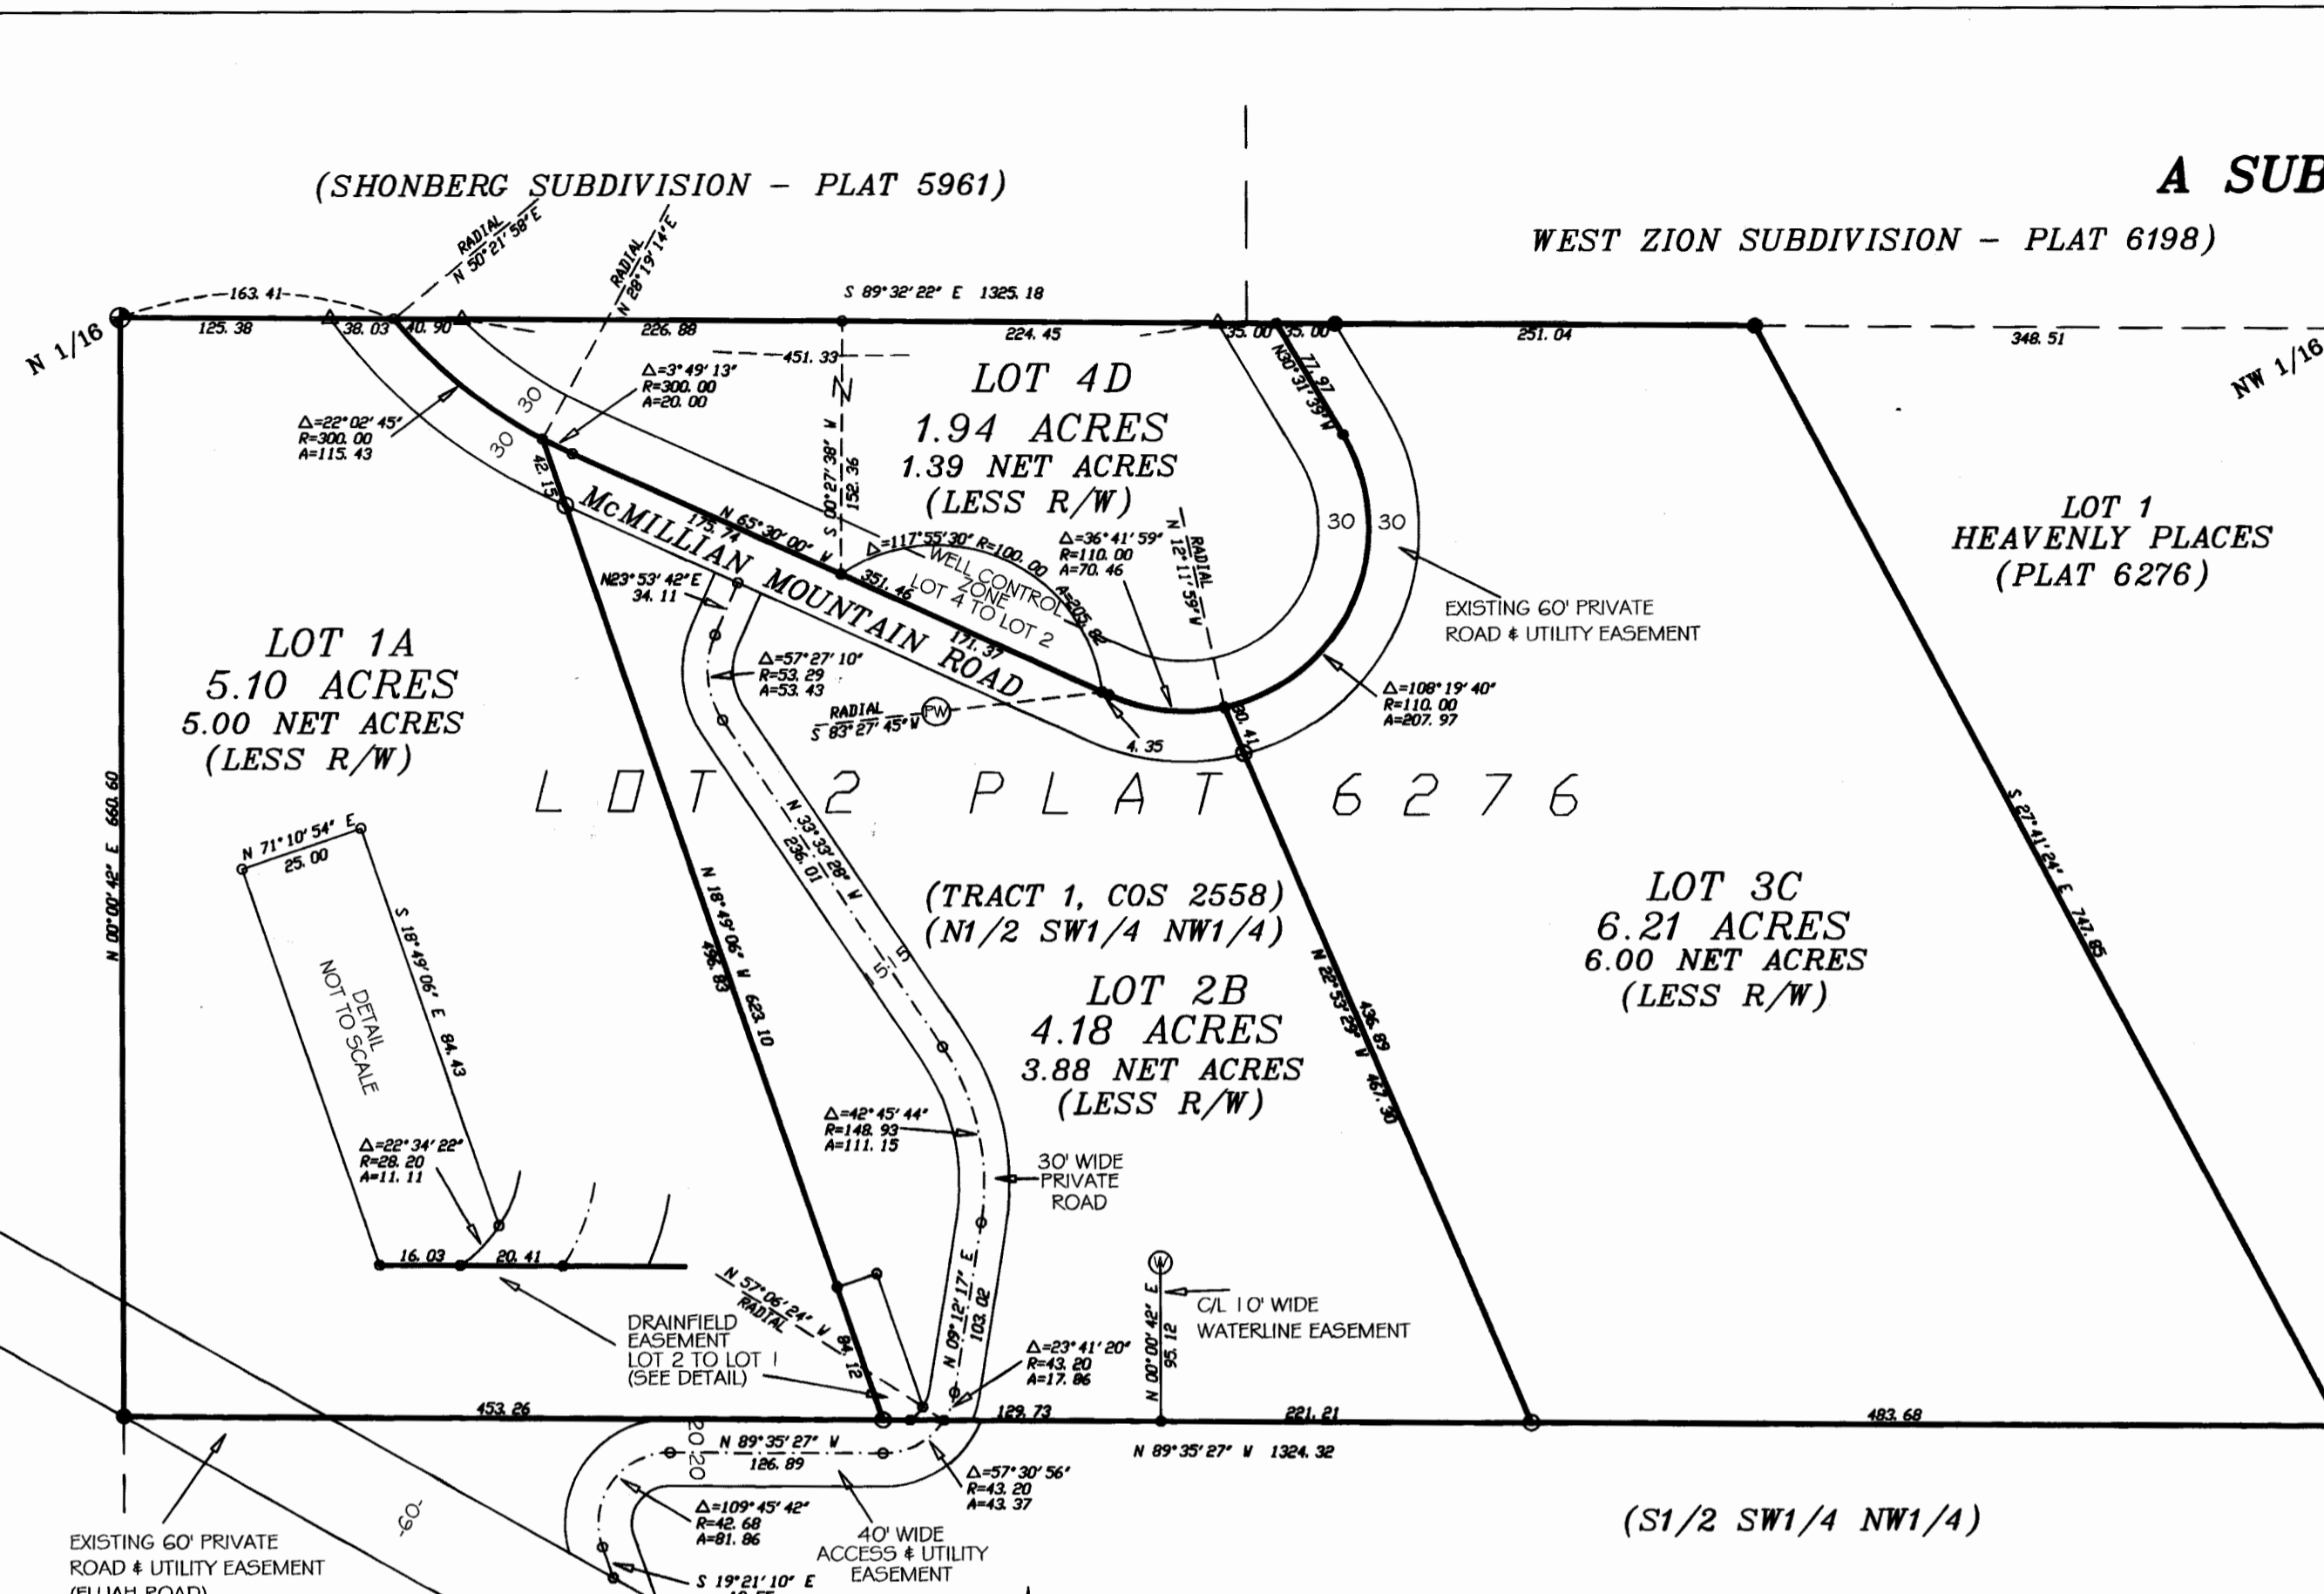 A SUB
(SHONBERG SUBDIVISION - PLAT 5961)
WEST ZION SUBDIVISION - PLAT 6198)
RADIAL
N 50°21'58" E
RADIAL
N 28°19'14" E
163.41
S 89°32'22" E 1325.18
N 1/16
125.38
38.03
40.90
226.88
224.45
35.00
35.00
251.04
348.51
NW 1/16
451.33
Δ=3°49'13"
R=300.00
A=20.00
LOT 4D
1.94 ACRES
1.39 NET ACRES
(LESS R/W)
77.97
N30°31'39"W
Δ=22°02'45"
R=300.00
A=115.43
30
30
42.15
S 00°27'38" W
152.36
N 65°30'00" W
175.74
McMILLIAN MOUNTAIN ROAD
Δ=117°55'30" R=100.00
A=205.82
WELL CONTROL
ZONE
LOT 4 TO LOT 2
351.46
171.37
Δ=36°41'59"
R=110.00
A=70.46
RADIAL
N 12°11'59" W
30
30
LOT 1
HEAVENLY PLACES
(PLAT 6276)
EXISTING 60' PRIVATE
ROAD & UTILITY EASEMENT
N23°53'42"E
34.11
LOT 1A
5.10 ACRES
5.00 NET ACRES
(LESS R/W)
Δ=57°27'10"
R=53.29
A=53.43
RADIAL
S 83°27'45" W
PW
4.35
30.41
Δ=108°19'40"
R=110.00
A=207.97
LOT 2 PLAT 6276
N 00°00'42" E 660.60
N 71°10'54" E
25.00
S 18°49'06" E 84.43
DETAIL
NOT TO SCALE
N 33°33'28" W
236.01
S 27°41'24" E 747.85
N 18°49'06" W 623.10
496.83
(TRACT 1, COS 2558)
(N1/2 SW1/4 NW1/4)
LOT 2B
4.18 ACRES
3.88 NET ACRES
(LESS R/W)
LOT 3C
6.21 ACRES
6.00 NET ACRES
(LESS R/W)
N 22°53'29" W 467.30
436.89
Δ=42°45'44"
R=148.93
A=111.15
30' WIDE
PRIVATE
ROAD
Δ=22°34'22"
R=28.20
A=11.11
16.03
20.41
N 57°06'24" W
RADIAL
84.12
N 09°12'17" E
103.02
W
N 00°00'42" E
95.12
C/L 10' WIDE
WATERLINE EASEMENT
DRAINFIELD
EASEMENT
LOT 2 TO LOT 1
(SEE DETAIL)
Δ=23°41'20"
R=43.20
A=17.86
453.26
129.73
221.21
483.68
N 89°35'27" W
126.89
20
20
N 89°35'27" W 1324.32
Δ=57°30'56"
R=43.20
A=43.37
Δ=109°45'42"
R=42.68
A=81.86
40' WIDE
ACCESS & UTILITY
EASEMENT
-60-
(S1/2 SW1/4 NW1/4)
EXISTING 60' PRIVATE
ROAD & UTILITY EASEMENT
(ELIJAH ROAD)
S 19°21'10" E